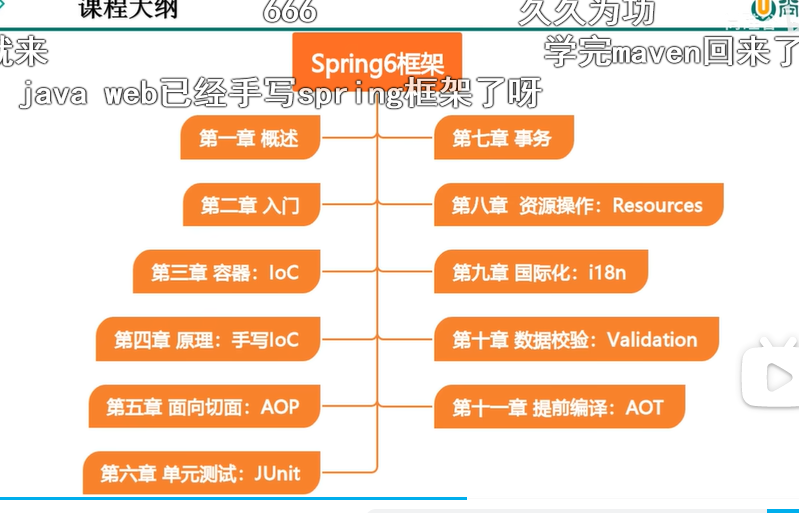 课程大纲
666
久久为功
就来
学完maven回来了
Spring6框架
java web已经手写spring框架了呀
第一章 概述
第二章 入门
第三章 容器：IoC
第四章 原理：手写IoC
第五章 面向切面：AOP
第六章 单元测试：JUnit
第七章 事务
第八章 资源操作：Resources
第九章 国际化：i18n
第十章 数据校验：Validation
第十一章 提前编译：AOT